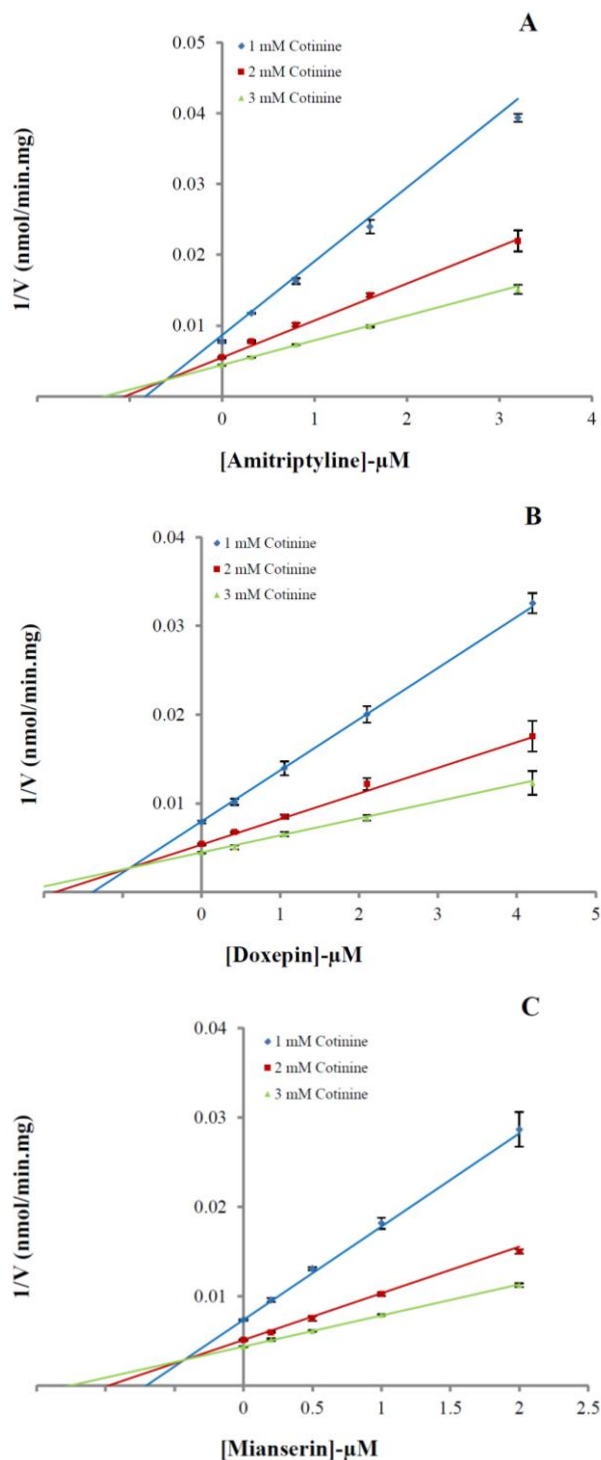 A
0.05
1 mM Cotinine
2 mM Cotinine
3 mM Cotinine
0.04
0.03
0.02
0.01
1/V (nmol/min.mg)
0 1 2 3 4
[Amitriptyline]-µM
B
0.04
1 mM Cotinine
2 mM Cotinine
3 mM Cotinine
0.03
0.02
0.01
1/V (nmol/min.mg)
0 1 2 3 4 5
[Doxepin]-µM
C
0.04
1 mM Cotinine
2 mM Cotinine
3 mM Cotinine
0.03
0.02
0.01
1/V (nmol/min.mg)
0 0.5 1 1.5 2 2.5
[Mianserin]-µM